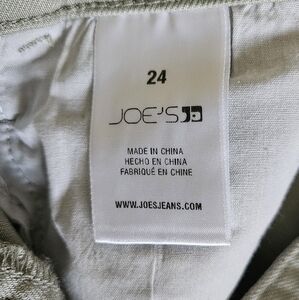 24
JOE'S
MADE IN CHINA
HECHO EN CHINA
FABRIQUÉ EN CHINE
WWW.JOESJEANS.COM